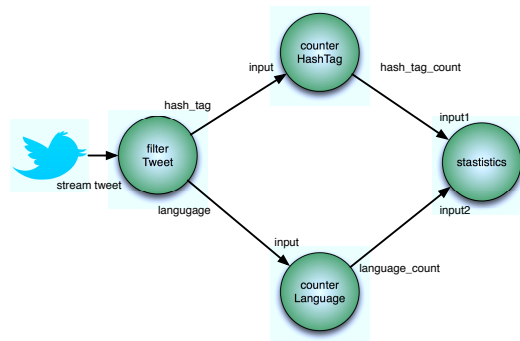 counter
HashTag
input
hash_tag_count
hash_tag
input1
filter
Tweet
stastistics
stream tweet
langugage
input2
input
language_count
counter
Language